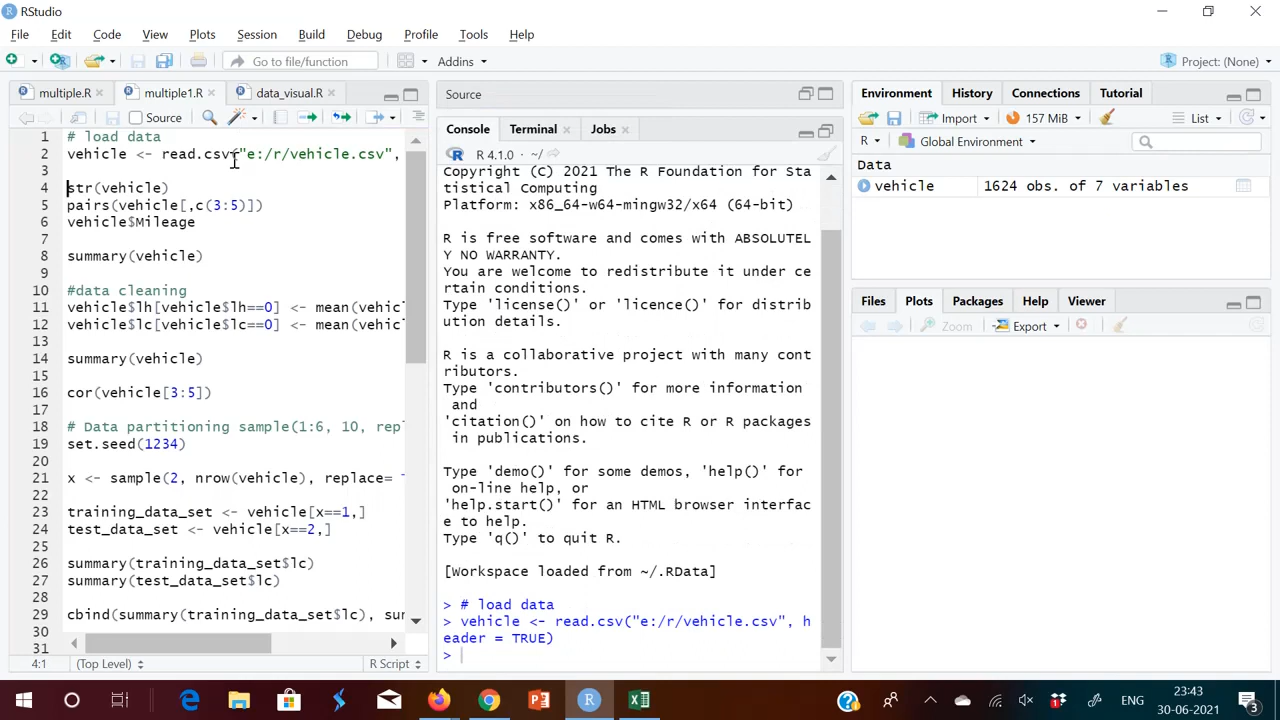 RStudio
File Edit Code View Plots Session Build Debug Profile Tools Help
Go to file/function Addins Project: (None)
multiple.R multiple1.R data_visual.R
Source
1 # load data
2 vehicle <- read.csv("e:/r/vehicle.csv",
3
4 str(vehicle)
5 pairs(vehicle[,c(3:5)])
6 vehicle$Mileage
7
8 summary(vehicle)
9
10 #data cleaning
11 vehicle$lh[vehicle$lh==0] <- mean(vehicl
12 vehicle$lc[vehicle$lc==0] <- mean(vehicl
13
14 summary(vehicle)
15
16 cor(vehicle[3:5])
17
18 # Data partitioning sample(1:6, 10, repl
19 set.seed(1234)
20
21 x <- sample(2, nrow(vehicle), replace=
22
23 training_data_set <- vehicle[x==1,]
24 test_data_set <- vehicle[x==2,]
25
26 summary(training_data_set$lc)
27 summary(test_data_set$lc)
28
29 cbind(summary(training_data_set$lc), sum
30
31
4:1 (Top Level) R Script
Source
Console Terminal Jobs
R 4.1.0 · ~/
Copyright (C) 2021 The R Foundation for Sta
tistical Computing
Platform: x86_64-w64-mingw32/x64 (64-bit)
R is free software and comes with ABSOLUTEL
Y NO WARRANTY.
You are welcome to redistribute it under ce
rtain conditions.
Type 'license()' or 'licence()' for distrib
ution details.
R is a collaborative project with many cont
ributors.
Type 'contributors()' for more information
and
'citation()' on how to cite R or R packages
in publications.
Type 'demo()' for some demos, 'help()' for
on-line help, or
'help.start()' for an HTML browser interfac
e to help.
Type 'q()' to quit R.
[Workspace loaded from ~/.RData]
> # load data
> vehicle <- read.csv("e:/r/vehicle.csv", h
eader = TRUE)
>
Environment History Connections Tutorial
Import 157 MiB List
R Global Environment
Data
vehicle 1624 obs. of 7 variables
Files Plots Packages Help Viewer
Zoom Export
ENG 23:43
30-06-2021
3